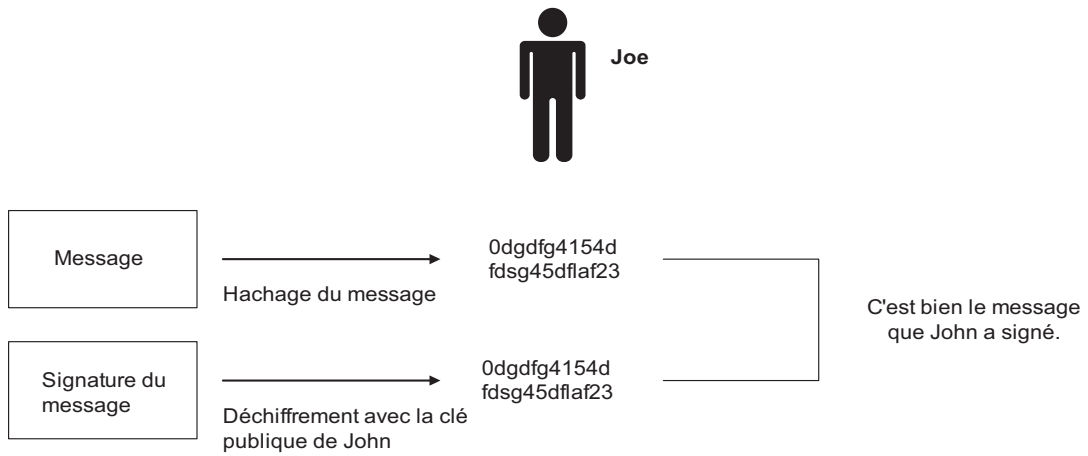 Joe
Message
Hachage du message
0dgdfg4154d
fdsg45dflaf23
C'est bien le message
que John a signé.
Signature du
message
Déchiffrement avec la clé
publique de John
0dgdfg4154d
fdsg45dflaf23